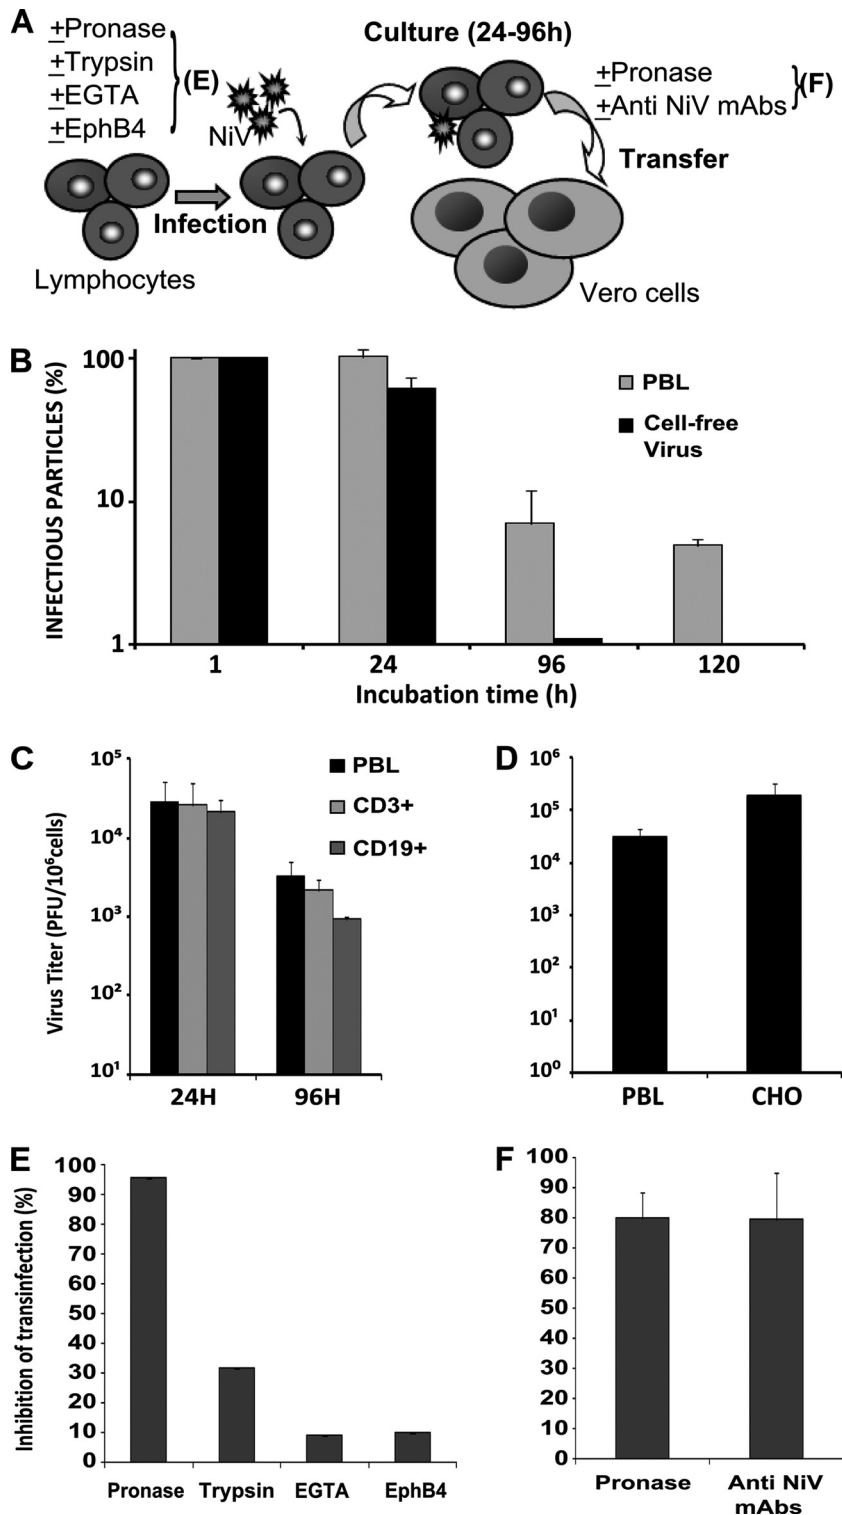 A
+Pronase
+Trypsin
+EGTA
+EphB4
(E)
NiV
Culture (24-96h)
+Pronase
+Anti NiV mAbs
(F)
Infection
Transfer
Lymphocytes
Vero cells
B
INFECTIOUS PARTICLES (%)
100
10
1
PBL
Cell-free
Virus
1 24 96 120
Incubation time (h)
C
Virus Titer (PFU/10⁶cells)
10⁵
10⁴
10³
10²
10¹
PBL
CD3+
CD19+
24H 96H
D
10⁶
10⁵
10⁴
10³
10²
10¹
10⁰
PBL CHO
E
Inhibition of transinfection (%)
100
90
80
70
60
50
40
30
20
10
0
Pronase Trypsin EGTA EphB4
F
100
90
80
70
60
50
40
30
20
10
0
Pronase Anti NiV
mAbs